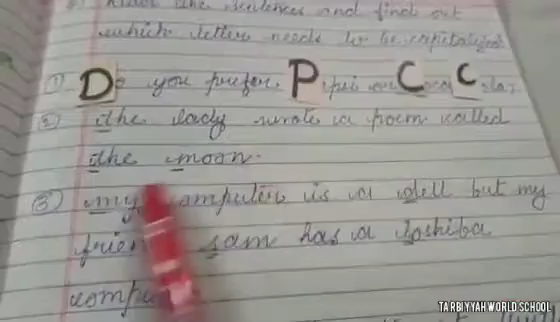 under the sentences and find out
which letters needs to be capitalized.
① Do you prefer Pepsi or Coca Cola.
② the lady wrote a poem called
the moon.
③ my computer is a dell but my
friend sam has a toshiba
TARBIYYAH WORLD SCHOOL